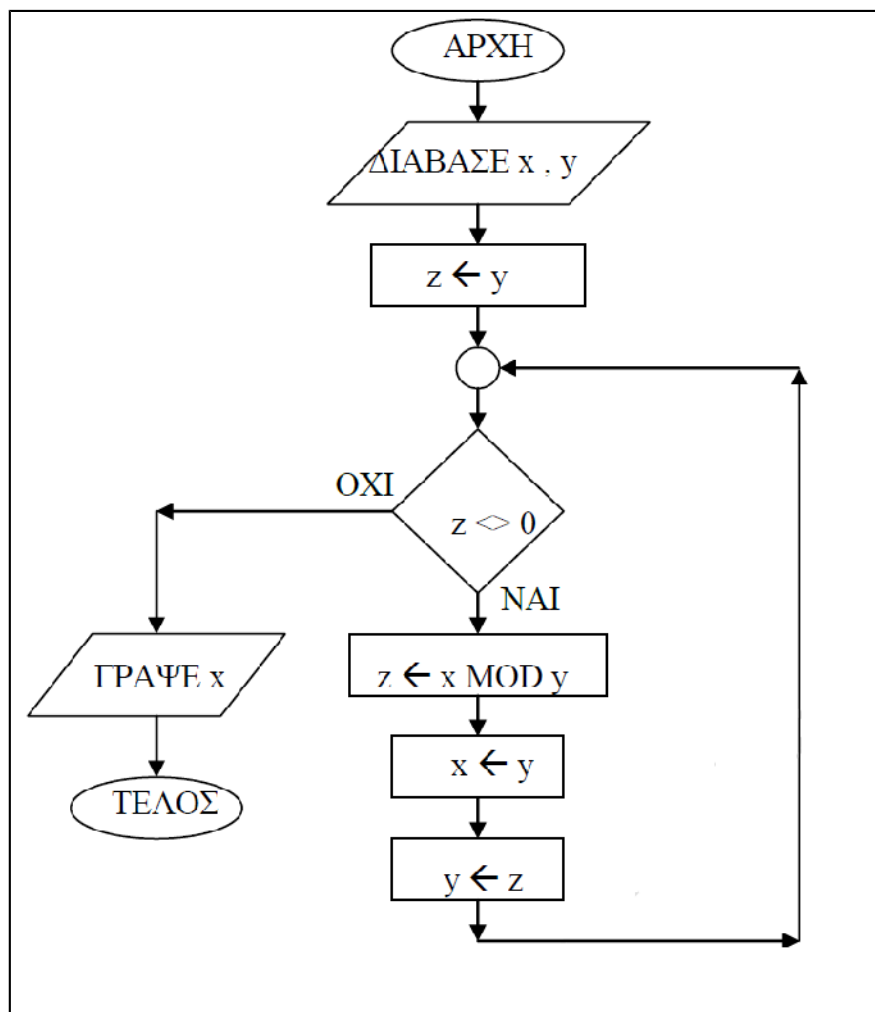 ΑΡΧΗ
ΔΙΑΒΑΣΕ x , y
z ← y
ΟΧΙ
z <> 0
ΝΑΙ
ΓΡΑΨΕ x
z ← x MOD y
x ← y
ΤΕΛΟΣ
y ← z